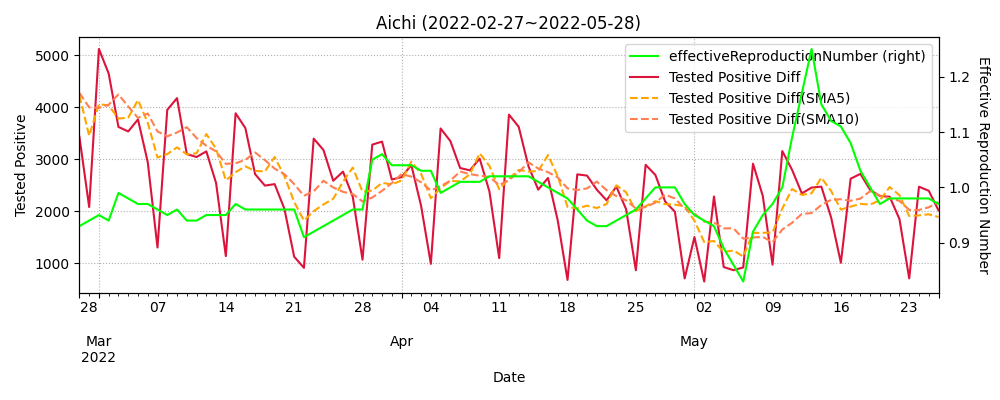 Aichi (2022-02-27~2022-05-28)
effectiveReproductionNumber (right)
Tested Positive Diff
Tested Positive Diff(SMA5)
Tested Positive Diff(SMA10)
Tested Positive
5000
4000
3000
2000
1000
1.2
1.1
1.0
0.9
Effective Reproduction Number
28 07 14 21 28 04 11 18 25 02 09 16 23
Mar Apr May
2022
Date